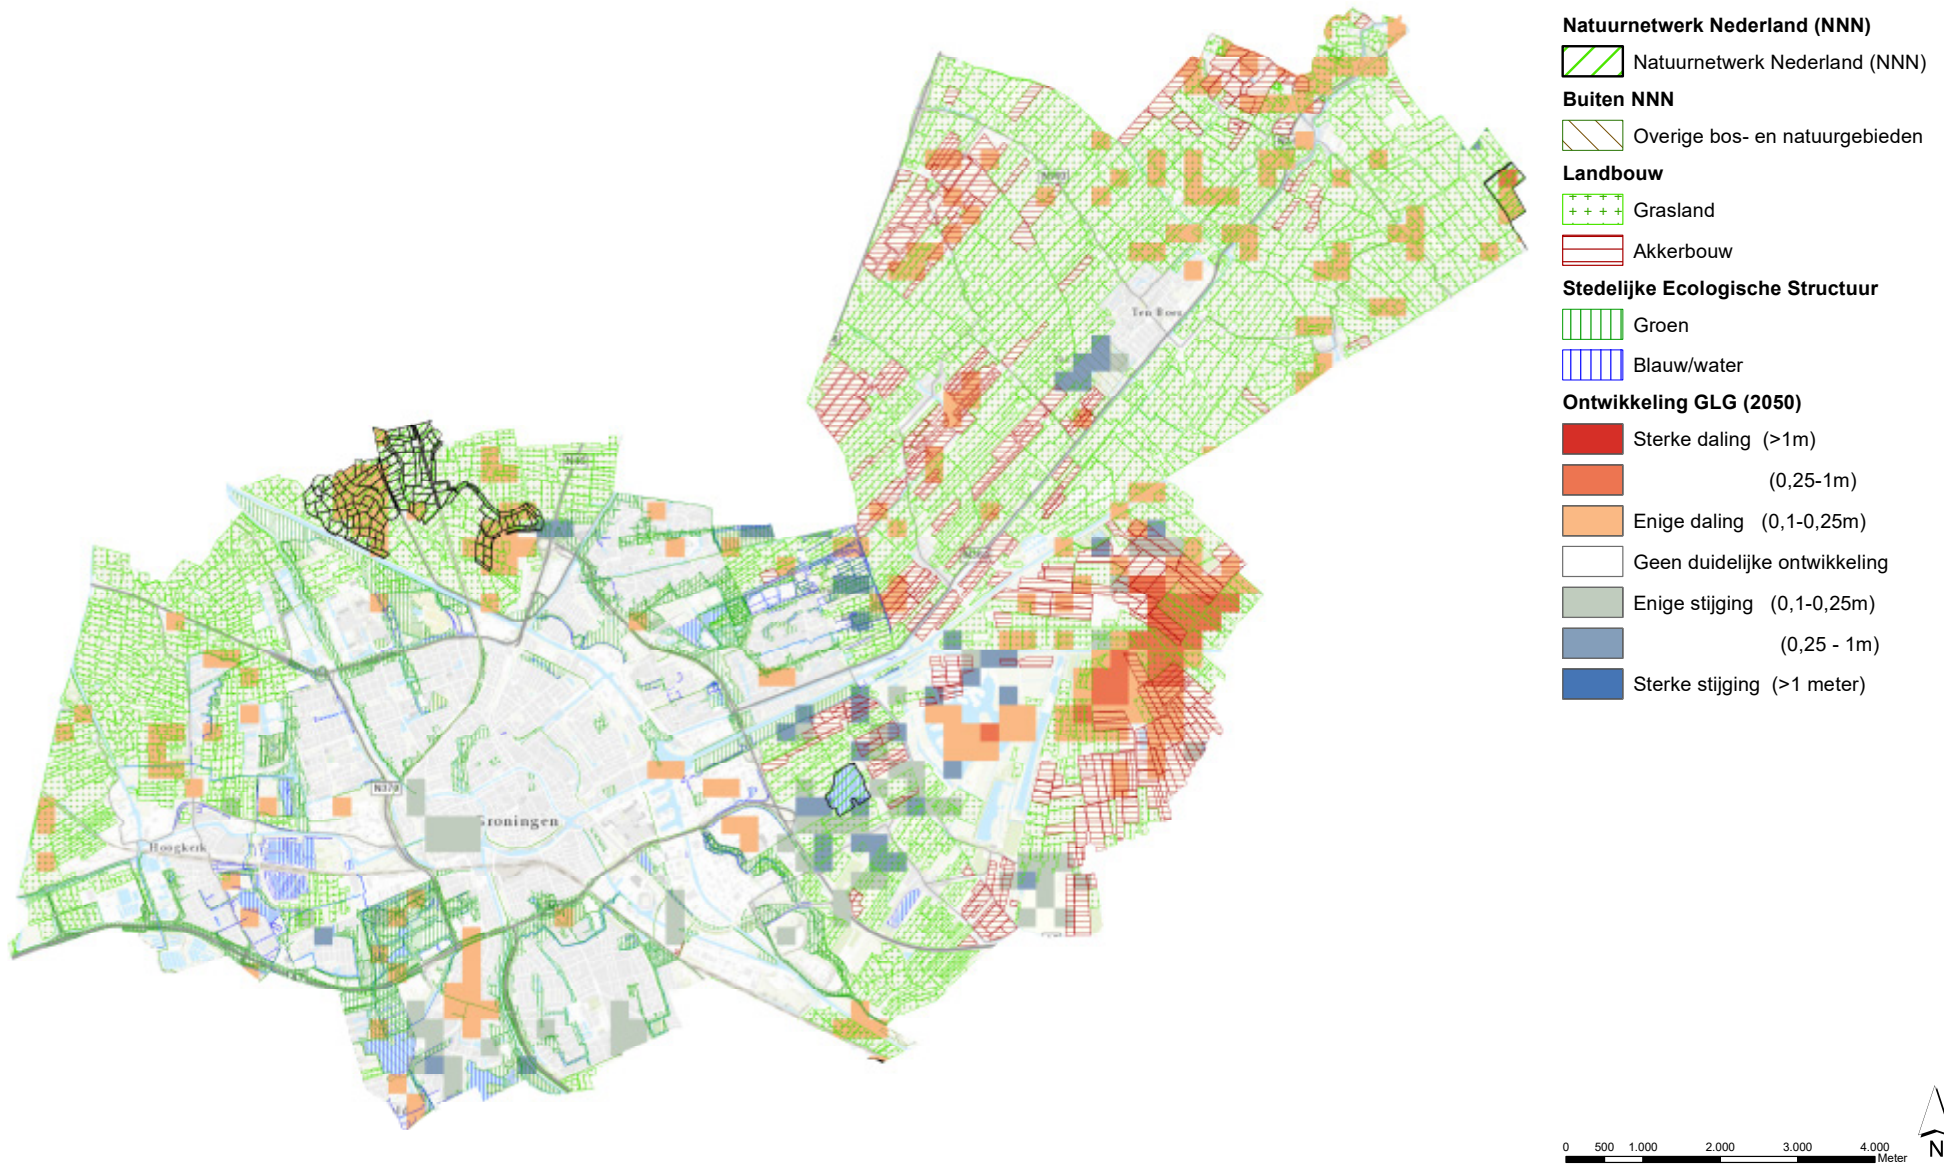 Natuurnetwerk Nederland (NNN)
Natuurnetwerk Nederland (NNN)
Buiten NNN
Overige bos- en natuurgebieden
Landbouw
Grasland
Akkerbouw
Stedelijke Ecologische Structuur
Groen
Blauw/water
Ontwikkeling GLG (2050)
Sterke daling (>1m)
(0,25-1m)
Enige daling (0,1-0,25m)
Geen duidelijke ontwikkeling
Enige stijging (0,1-0,25m)
(0,25 - 1m)
Sterke stijging (>1 meter)
Ten Boer
N370
Groningen
Hoogkerk
0 500 1.000 2.000 3.000 4.000
Meter
N